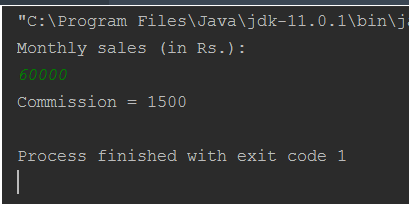 "C:\Program Files\Java\jdk-11.0.1\bin\j
Monthly sales (in Rs.):
60000
Commission = 1500
Process finished with exit code 1